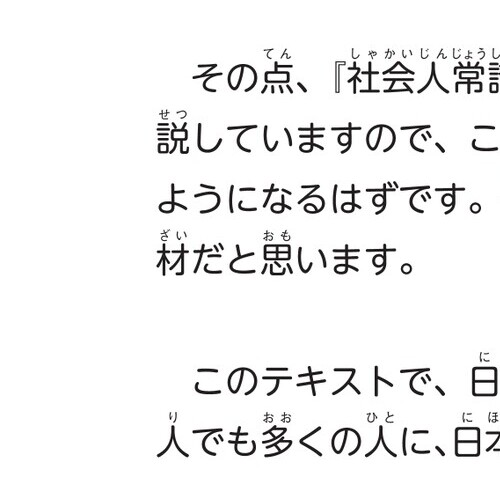 その点、『社会人常
説していますので、こ
ようになるはずです。
材だと思います。
このテキストで、日
人でも多くの人に、日本